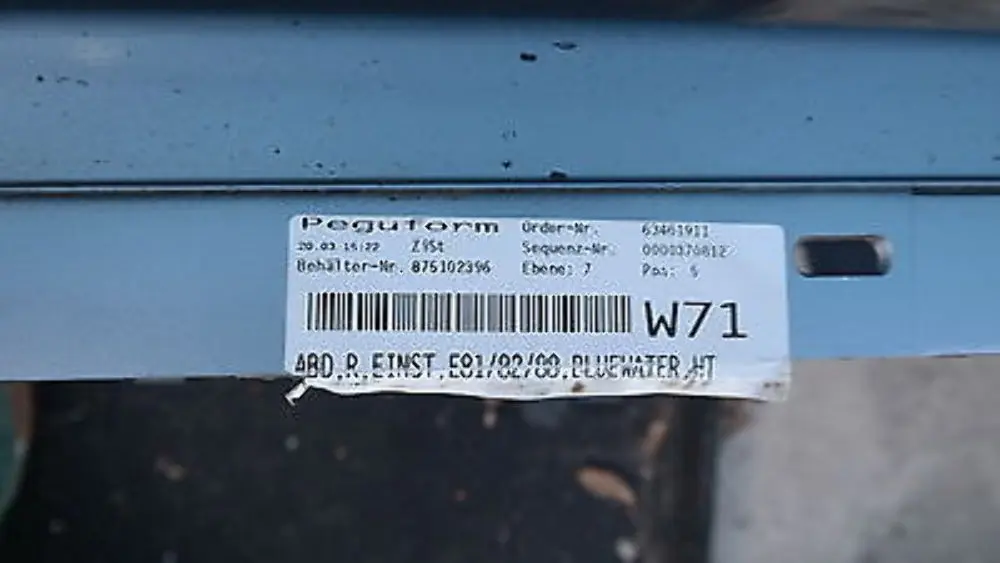 Peguform
Order-Nr. 63461911
20.03 16:22 Z9St
Sequenz-Nr. 0000370812
Behälter-Nr. 875102396
Ebene: 7 Pos: 5
W71
ABD.R.EINST.E81/82/88.BLUEWATER.HT